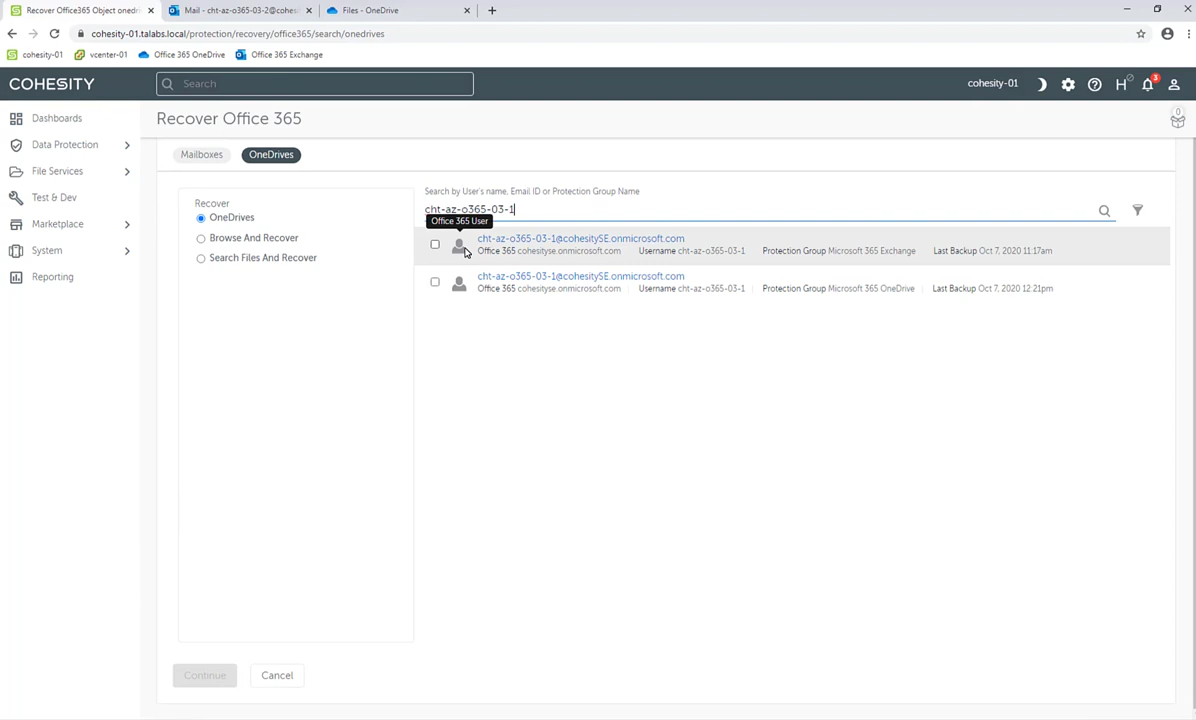 Recover Office365 Object onedri
Mail - cht-az-o365-03-2@cohesi
Files - OneDrive
cohesity-01.talabs.local/protection/recovery/office365/search/onedrives
cohesity-01
vcenter-01
Office 365 OneDrive
Office 365 Exchange
COHESITY
Search
cohesity-01
H
3
Dashboards
Data Protection
File Services
Test & Dev
Marketplace
System
Reporting
Recover Office 365
0
Mailboxes
OneDrives
Recover
OneDrives
Browse And Recover
Search Files And Recover
Search by User's name, Email ID or Protection Group Name
cht-az-o365-03-1
Office 365 User
cht-az-o365-03-1@cohesitySE.onmicrosoft.com
Office 365 cohesityse.onmicrosoft.com Username cht-az-o365-03-1 Protection Group Microsoft 365 Exchange Last Backup Oct 7, 2020 11:17am
cht-az-o365-03-1@cohesitySE.onmicrosoft.com
Office 365 cohesityse.onmicrosoft.com Username cht-az-o365-03-1 Protection Group Microsoft 365 OneDrive Last Backup Oct 7, 2020 12:21pm
Continue
Cancel